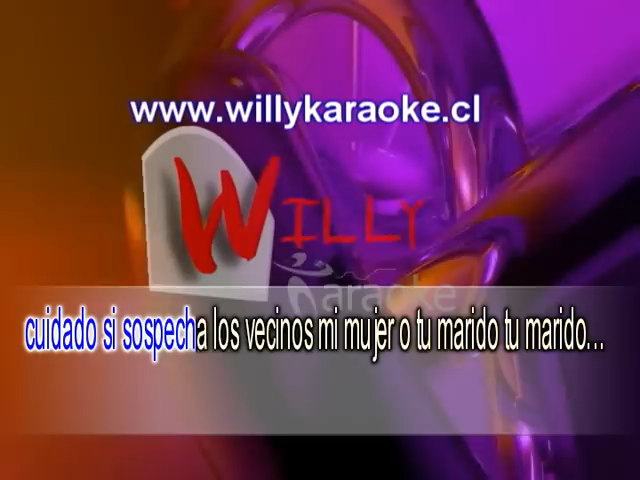 www.willykaraoke.cl
WILLY
Karaoke
cuidado si sospecha los vecinos mi mujer o tu marido tu marido...